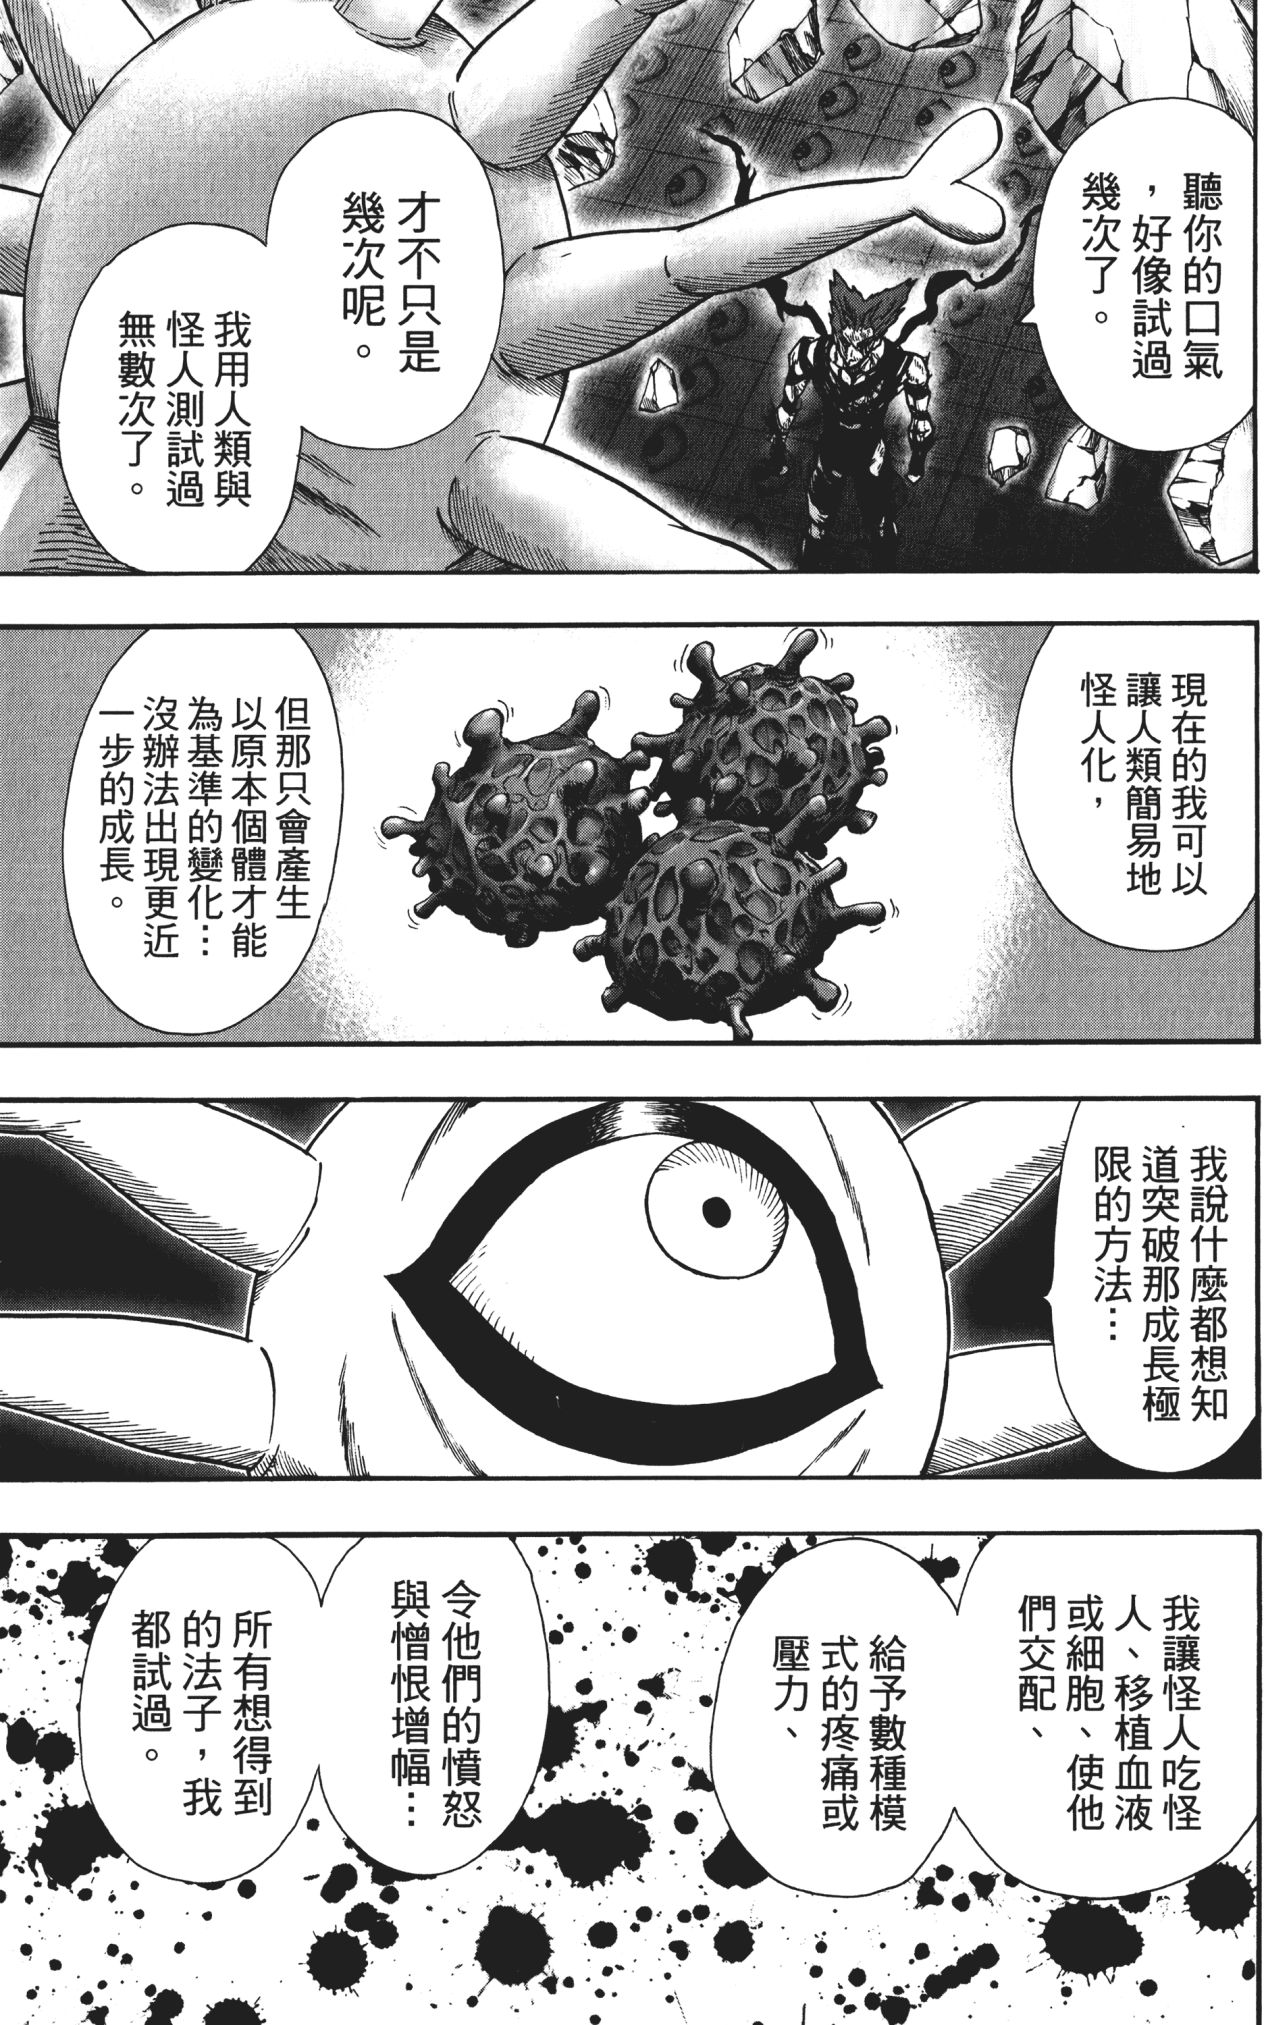 聽你的口氣
，好像試過
幾次了。
才不只是
幾次呢。
我用人類與
怪人測試過
無數次了。
現在的我可以
讓人類簡易地
怪人化，
但那只會產生
以原本個體才能
為基準的變化…
沒辦法出現更近
一步的成長。
我說什麼都想知
道突破那成長極
限的方法…
我讓怪人吃怪
人、移植血液
或細胞、使他
們交配、
給予數種模
式的疼痛或
壓力、
令他們的憤怒
與憎恨增幅…
所有想得到
的法子，我
都試過。